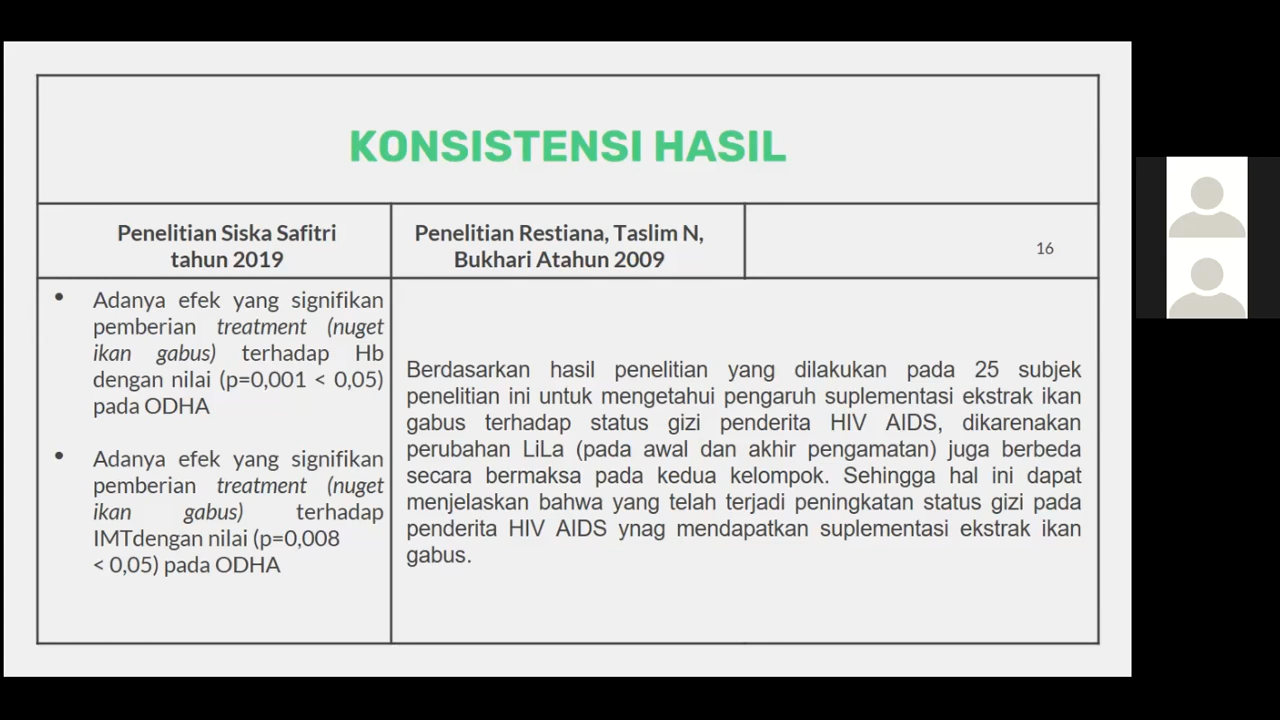 KONSISTENSI HASIL
Penelitian Siska Safitri
tahun 2019
Penelitian Restiana, Taslim N,
Bukhari Atahun 2009
16
• Adanya efek yang signifikan
pemberian treatment (nuget
ikan gabus) terhadap Hb
dengan nilai (p=0,001 < 0,05)
pada ODHA
• Adanya efek yang signifikan
pemberian treatment (nuget
ikan gabus) terhadap
IMTdengan nilai (p=0,008
< 0,05) pada ODHA
Berdasarkan hasil penelitian yang dilakukan pada 25 subjek
penelitian ini untuk mengetahui pengaruh suplementasi ekstrak ikan
gabus terhadap status gizi penderita HIV AIDS, dikarenakan
perubahan LiLa (pada awal dan akhir pengamatan) juga berbeda
secara bermaksa pada kedua kelompok. Sehingga hal ini dapat
menjelaskan bahwa yang telah terjadi peningkatan status gizi pada
penderita HIV AIDS ynag mendapatkan suplementasi ekstrak ikan
gabus.